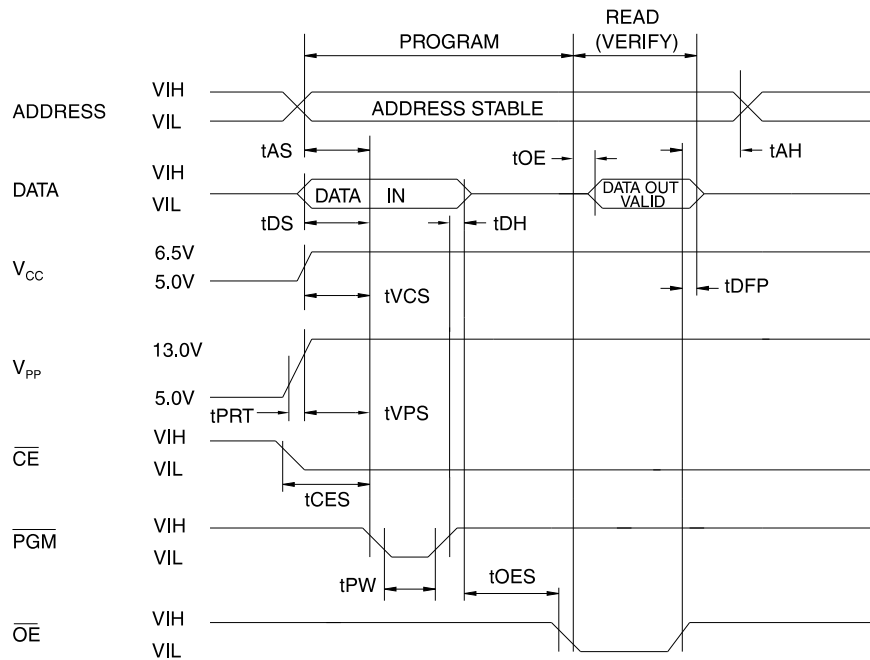 READ
PROGRAM (VERIFY)
VIH
ADDRESS ADDRESS STABLE
VIL
tAS tOE tAH
VIH
DATA DATA IN DATA OUT
VIL VALID
tDS tDH
6.5V
VCC
5.0V tVCS tDFP
13.0V
VPP
5.0V
tPRT tVPS
VIH
CE
VIL
tCES
VIH
PGM
VIL
tPW tOES
VIH
OE
VIL